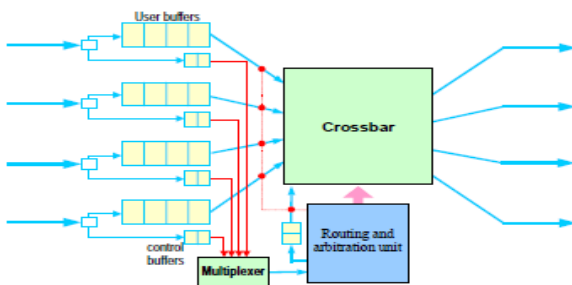 User buffers
Crossbar
Routing and
arbitration unit
control
buffers
Multiplexer